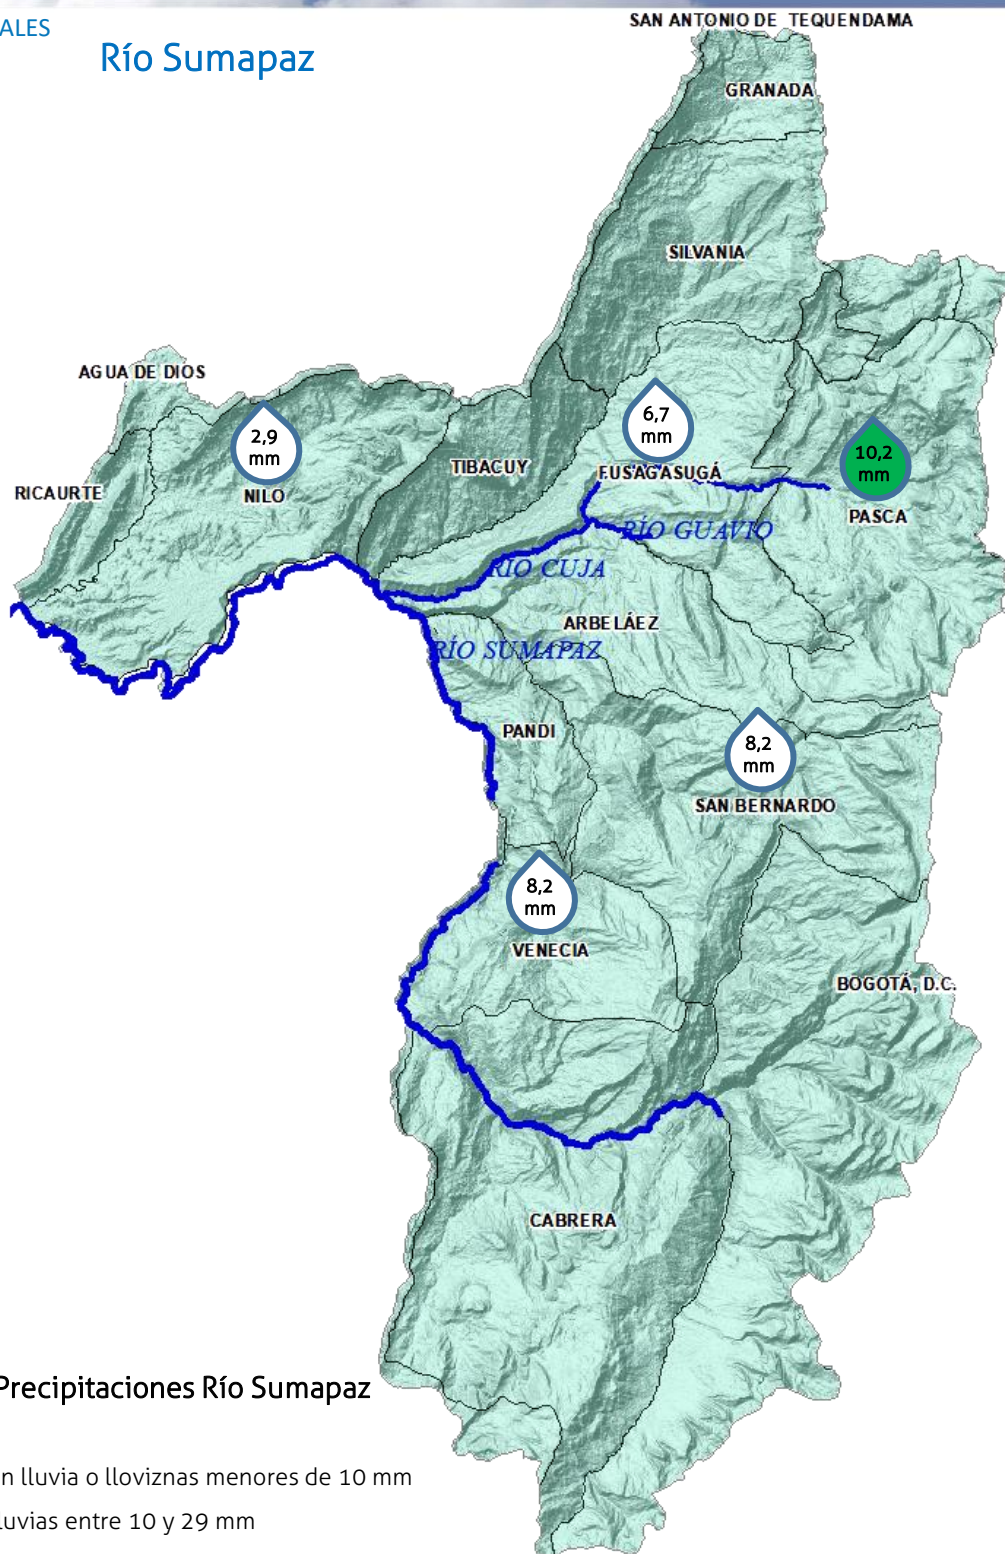 ALES
Río Sumapaz
SAN ANTONIO DE TEQUENDAMA
GRANADA
SILVANIA
AGUA DE DIOS
2,9
mm
6,7
mm
10,2
mm
RICAURTE
NILO
TIBACUY
FUSAGASUGÁ
PASCA
RÍO GUAVIO
RÍO CUJA
ARBELÁEZ
RÍO SUMAPAZ
PANDI
8,2
mm
SAN BERNARDO
8,2
mm
VENECIA
BOGOTÁ, D.C.
CABRERA
Precipitaciones Río Sumapaz
n lluvia o lloviznas menores de 10 mm
luvias entre 10 y 29 mm